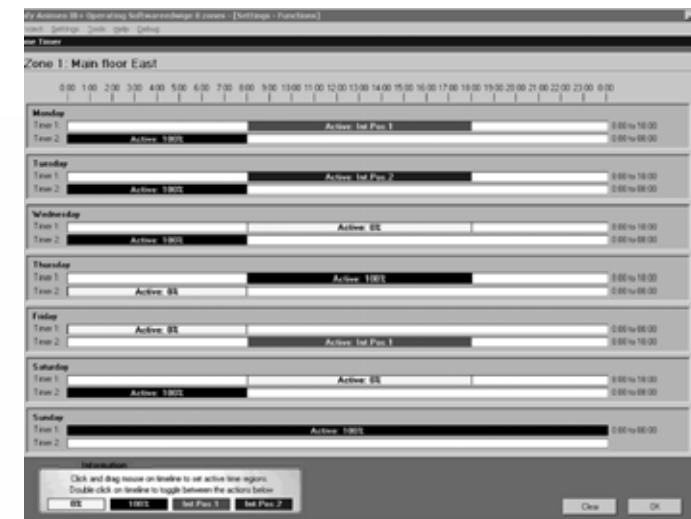 Animeo IB+ Operating Software - [Settings - Functions]
Settings Tools Help Debug
Timer
Zone 1: Main floor East
0:00 1:00 2:00 3:00 4:00 5:00 6:00 7:00 8:00 9:00 10:00 11:00 12:00 13:00 14:00 15:00 16:00 17:00 18:00 19:00 20:00 21:00 22:00 23:00 0:00
Monday
Timer 1: Active: Int.Pos.1 8:00 to 18:00
Timer 2: Active: 100% 0:00 to 08:00
Tuesday
Timer 1: Active: Int.Pos.2 8:00 to 18:00
Timer 2: Active: 100% 0:00 to 08:00
Wednesday
Timer 1: Active: 0% 8:00 to 18:00
Timer 2: Active: 100% 0:00 to 08:00
Thursday
Timer 1: Active: 100% 8:00 to 18:00
Timer 2: Active: 0% 0:00 to 08:00
Friday
Timer 1: Active: 0% 0:00 to 08:00
Timer 2: Active: Int.Pos.1 8:00 to 18:00
Saturday
Timer 1: Active: 0% 8:00 to 18:00
Timer 2: Active: 100% 0:00 to 08:00
Sunday
Timer 1: Active: 100% 0:00 to 00:00
Timer 2:
Information
Click and drag mouse on timeline to set active time regions.
Double-click on timeline to toggle between the actions below
0% 100% Int.Pos.1 Int.Pos.2
Clear OK